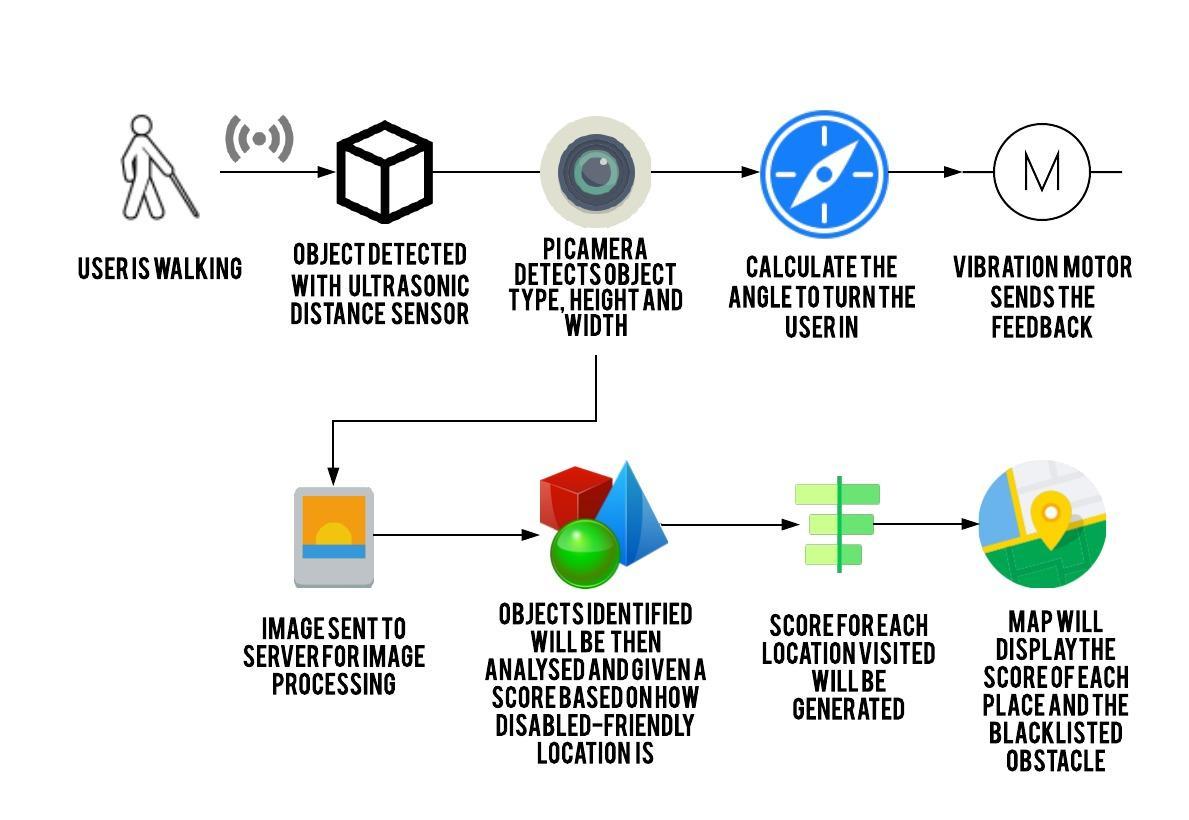 USER IS WALKING
OBJECT DETECTED
WITH ULTRASONIC
DISTANCE SENSOR
PICAMERA
DETECTS OBJECT
TYPE, HEIGHT AND
WIDTH
CALCULATE THE
ANGLE TO TURN THE
USER IN
M
VIBRATION MOTOR
SENDS THE
FEEDBACK
IMAGE SENT TO
SERVER FOR IMAGE
PROCESSING
OBJECTS IDENTIFIED
WILL BE THEN
ANALYSED AND GIVEN A
SCORE BASED ON HOW
DISABLED-FRIENDLY
LOCATION IS
SCORE FOR EACH
LOCATION VISITED
WILL BE
GENERATED
MAP WILL
DISPLAY THE
SCORE OF EACH
PLACE AND THE
BLACKLISTED
OBSTACLE